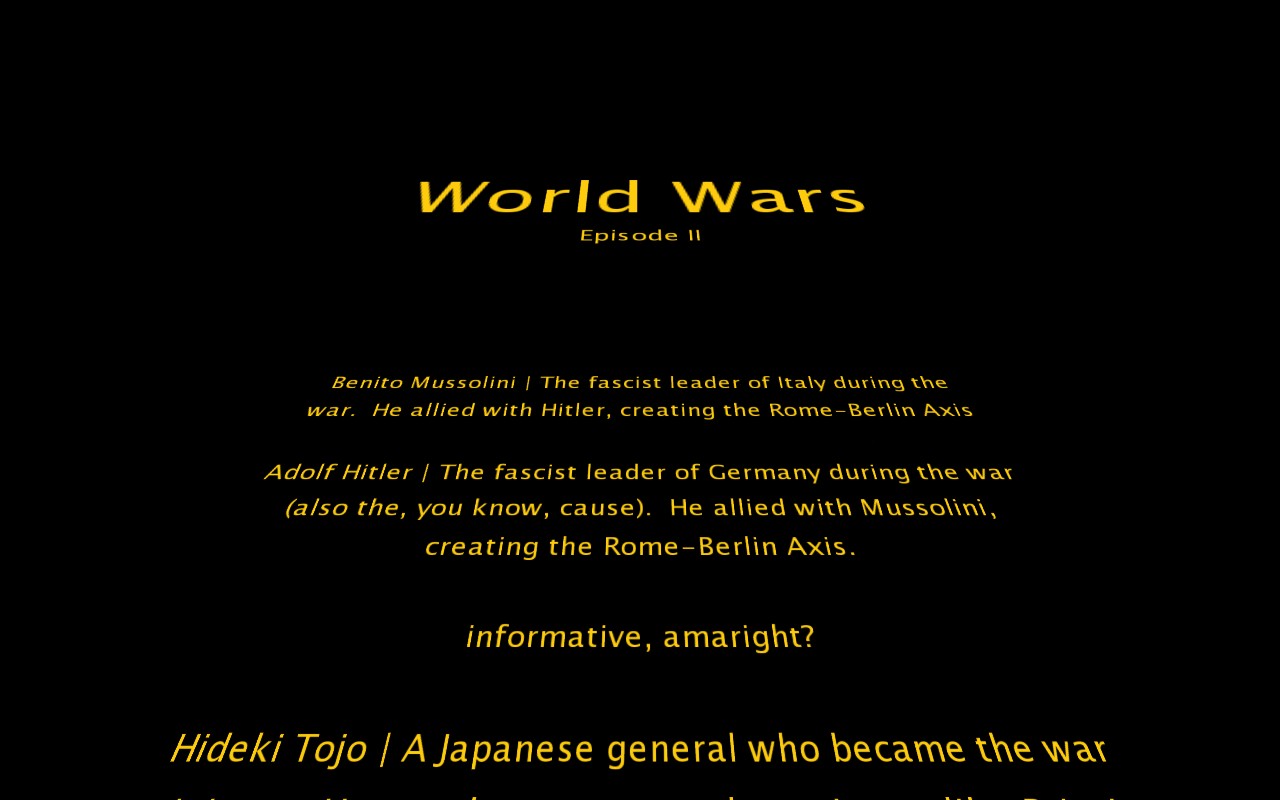 World Wars
Episode II
Benito Mussolini | The fascist leader of Italy during the
war.  He allied with Hitler, creating the Rome-Berlin Axis
Adolf Hitler | The fascist leader of Germany during the war
(also the, you know, cause).  He allied with Mussolini,
creating the Rome-Berlin Axis.
informative, amaright?
Hideki Tojo | A Japanese general who became the war